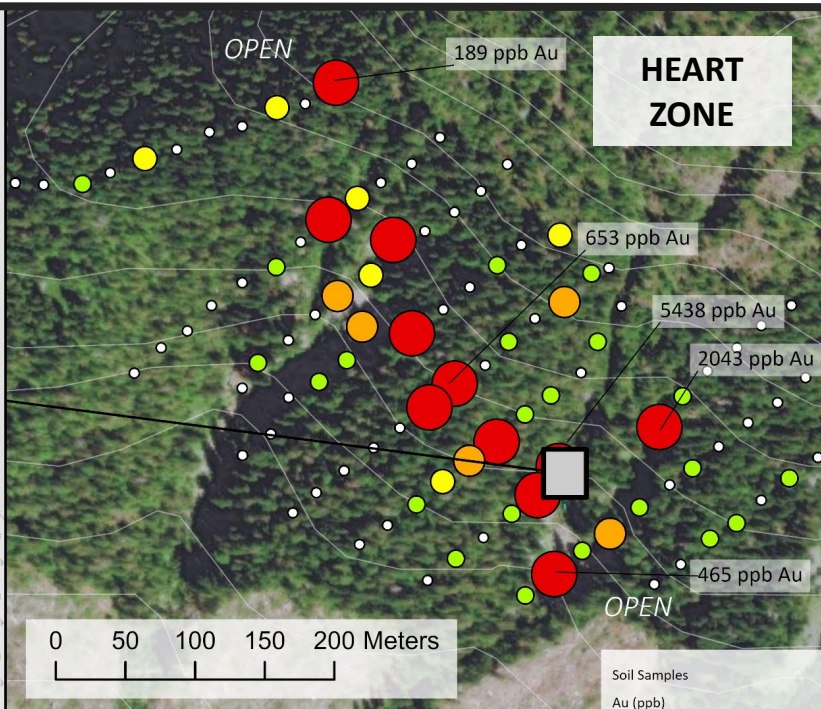 OPEN
189 ppb Au
HEART
ZONE
653 ppb Au
5438 ppb Au
2043 ppb Au
465 ppb Au
OPEN
0 50 100 150 200 Meters
Soil Samples
Au (ppb)